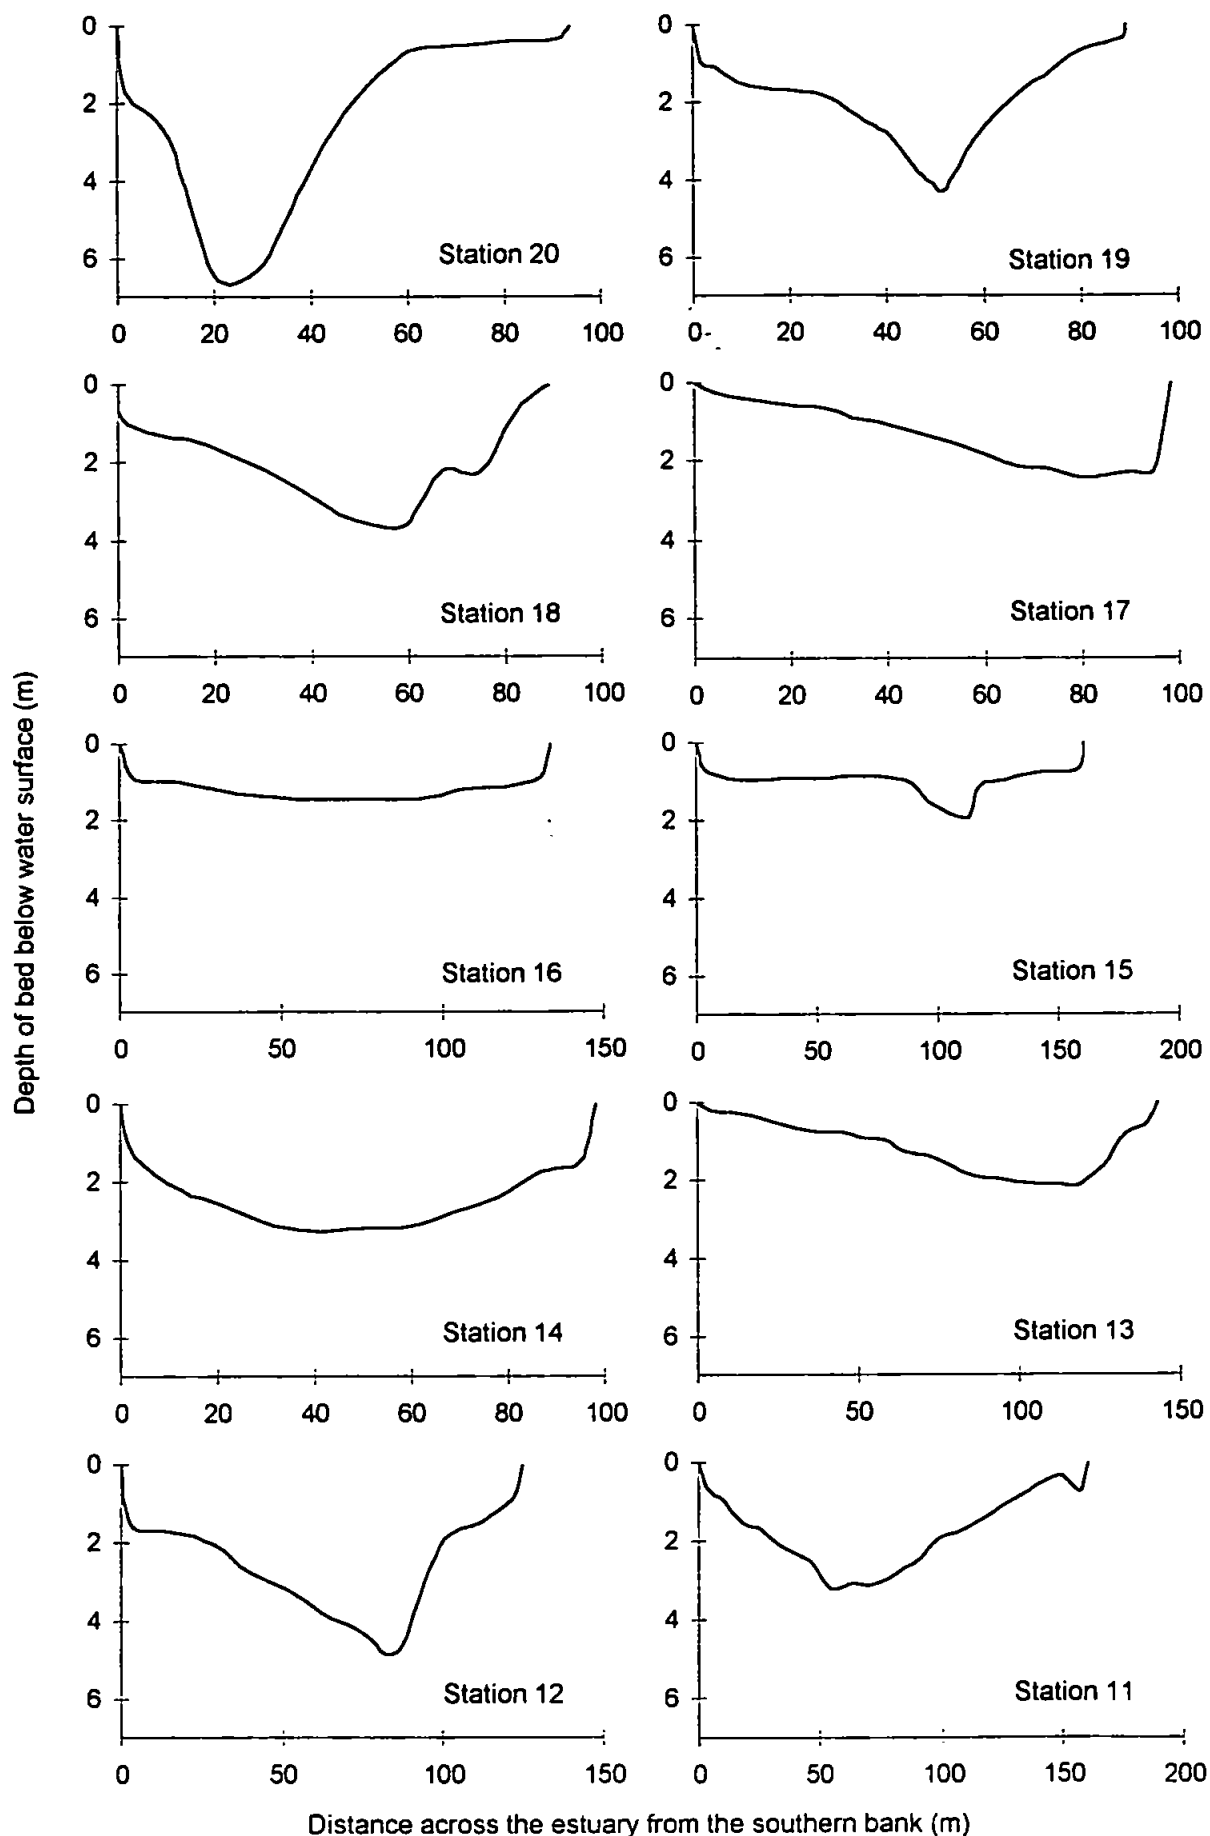 0
2
4
6
Station 20
0 20 40 60 80 100
0
2
4
6
Station 19
0 20 40 60 80 100
0
2
4
6
Station 18
0 20 40 60 80 100
0
2
4
6
Station 17
0 20 40 60 80 100
Depth of bed below water surface (m)
0
2
4
6
Station 16
0 50 100 150
0
2
4
6
Station 15
0 50 100 150 200
0
2
4
6
Station 14
0 20 40 60 80 100
0
2
4
6
Station 13
0 50 100 150
0
2
4
6
Station 12
0 50 100 150
0
2
4
6
Station 11
0 50 100 150 200
Distance across the estuary from the southern bank (m)